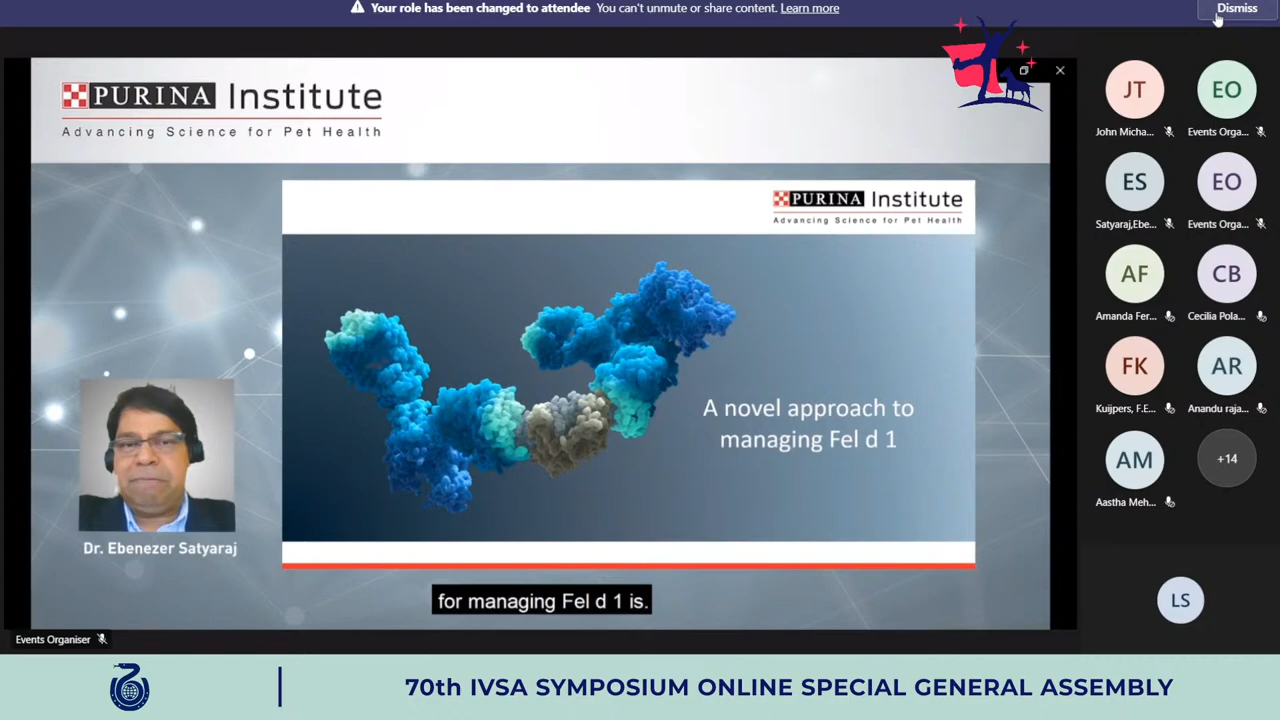 Your role has been changed to attendee You can't unmute or share content. Learn more
Dismiss
PURINA Institute
Advancing Science for Pet Health
PURINA Institute
Advancing Science for Pet Health
A novel approach to
managing Fel d 1
Dr. Ebenezer Satyaraj
for managing Fel d 1 is.
Events Organiser
JT
John Micha...
EO
Events Orga...
ES
Satyaraj,Ebe...
EO
Events Orga...
AF
Amanda Fer...
CB
Cecilia Pola...
FK
Kuijpers, F.E...
AR
Anandu raja...
AM
Aastha Meh...
+14
LS
70th IVSA SYMPOSIUM ONLINE SPECIAL GENERAL ASSEMBLY